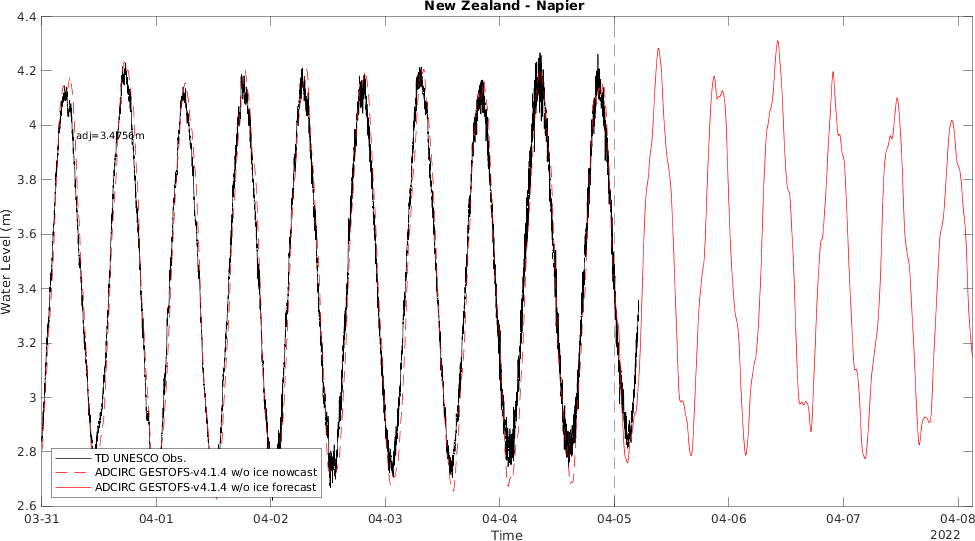 New Zealand - Napier
4.4
4.2
4
3.8
3.6
3.4
3.2
3
2.8
2.6
Water Level (m)
adj=3.4756m
TD UNESCO Obs.
ADCIRC GESTOFS-v4.1.4 w/o ice nowcast
ADCIRC GESTOFS-v4.1.4 w/o ice forecast
03-31 04-01 04-02 04-03 04-04 04-05 04-06 04-07 04-08
Time
2022